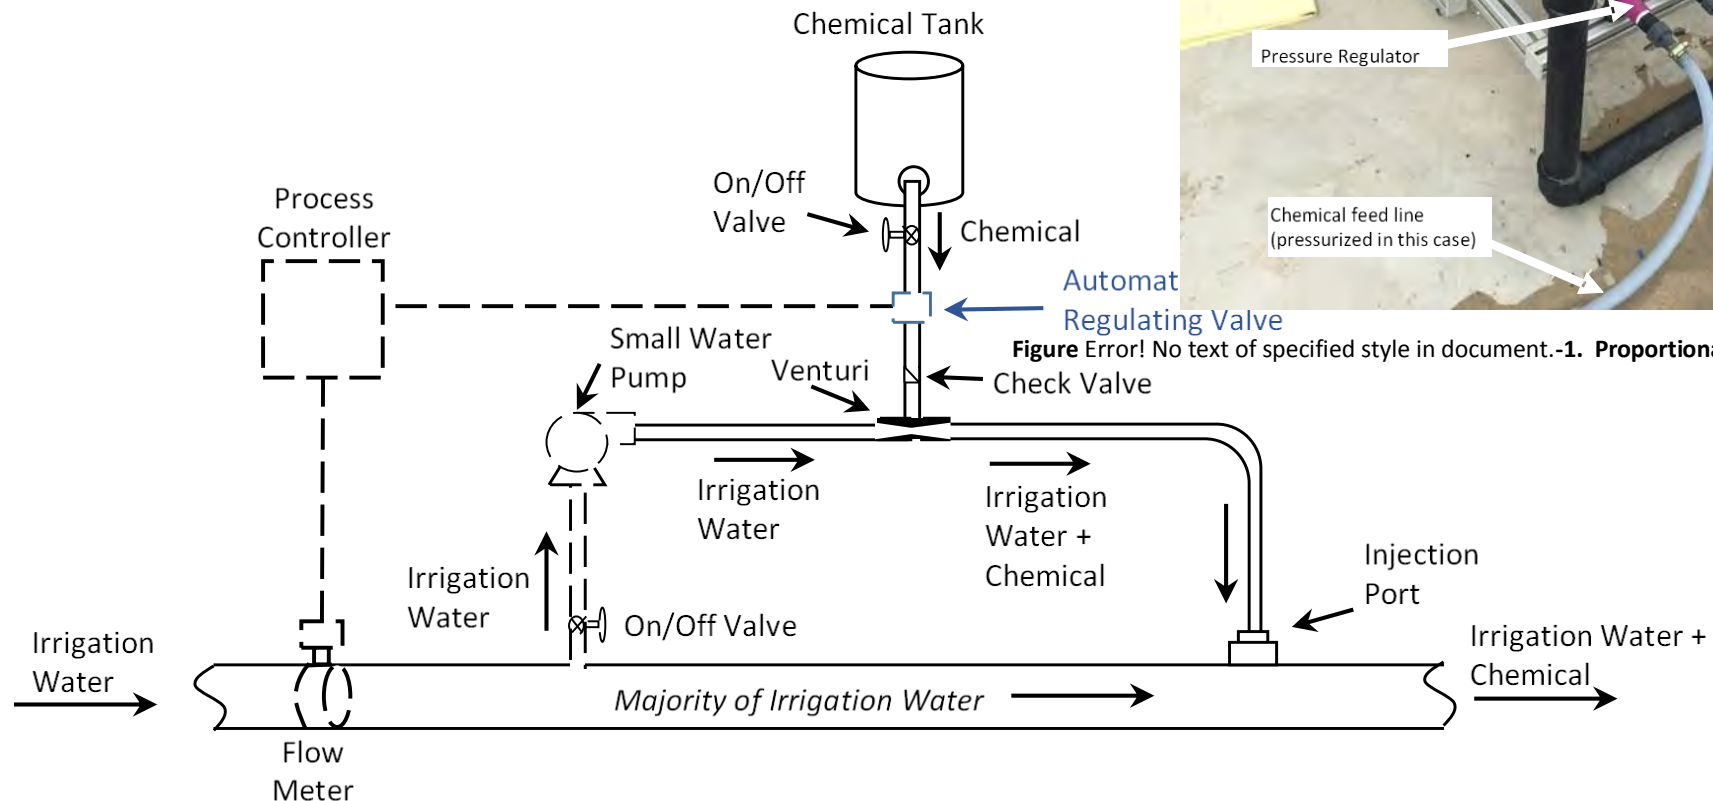 Chemical Tank
Pressure Regulator
On/Off
Valve
Process
Controller
Chemical feed line
(pressurized in this case)
Chemical
Automat
Regulating Valve
Small Water
Pump
Venturi
Figure Error! No text of specified style in document.-1. Proportiona
Check Valve
Irrigation
Water
Irrigation
Water +
Chemical
Irrigation
Water
On/Off Valve
Injection
Port
Irrigation
Water
Irrigation Water +
Chemical
Majority of Irrigation Water
Flow
Meter